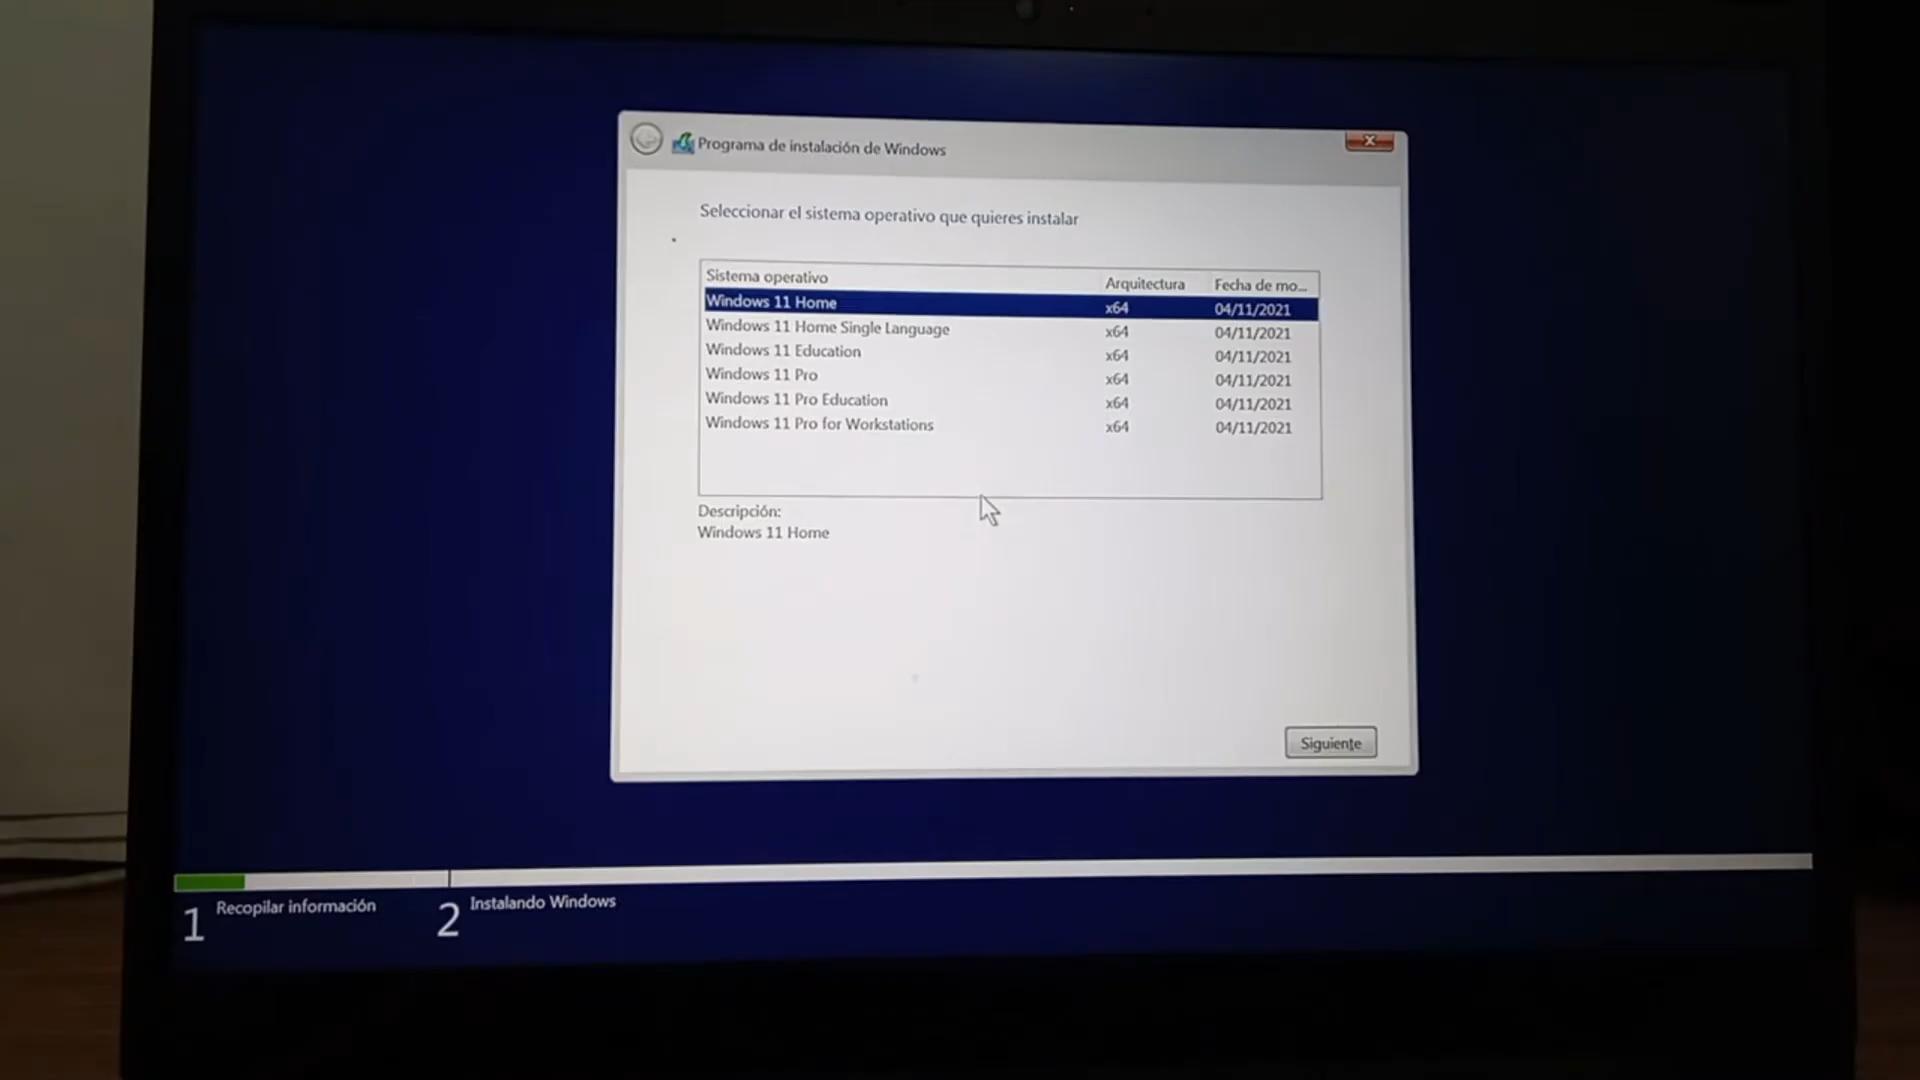 Programa de instalación de Windows
Seleccionar el sistema operativo que quieres instalar
Sistema operativo Arquitectura Fecha de mo...
Windows 11 Home x64 04/11/2021
Windows 11 Home Single Language x64 04/11/2021
Windows 11 Education x64 04/11/2021
Windows 11 Pro x64 04/11/2021
Windows 11 Pro Education x64 04/11/2021
Windows 11 Pro for Workstations x64 04/11/2021
Descripción:
Windows 11 Home
Siguiente
1 Recopilar información 2 Instalando Windows